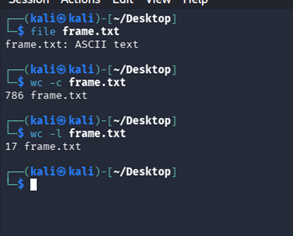 Session Actions Edit View Help
┌──(kali㉿kali)-[~/Desktop]
└─$ file frame.txt
frame.txt: ASCII text
┌──(kali㉿kali)-[~/Desktop]
└─$ wc -c frame.txt
786 frame.txt
┌──(kali㉿kali)-[~/Desktop]
└─$ wc -l frame.txt
17 frame.txt
┌──(kali㉿kali)-[~/Desktop]
└─$